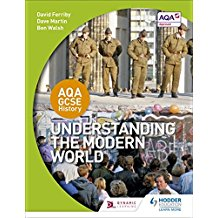 David Ferriby
Dave Martin
Ben Walsh
AQA
AQA
GCSE
History
UNDERSTANDING
THE MODERN
WORLD
DYNAMIC
LEARNING
HODDER
EDUCATION
LEARN MORE